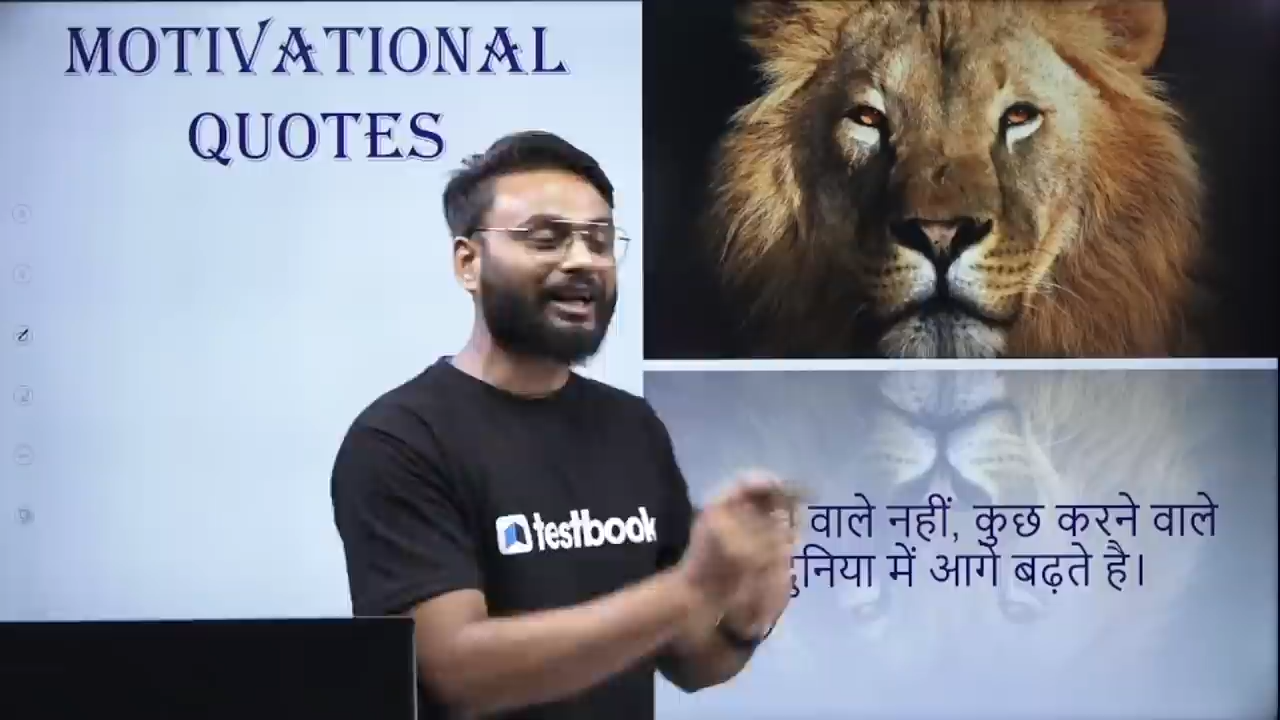 MOTIVATIONAL
QUOTES
testbook
वाले नहीं, कुछ करने वाले
दुनिया में आगे बढ़ते है।